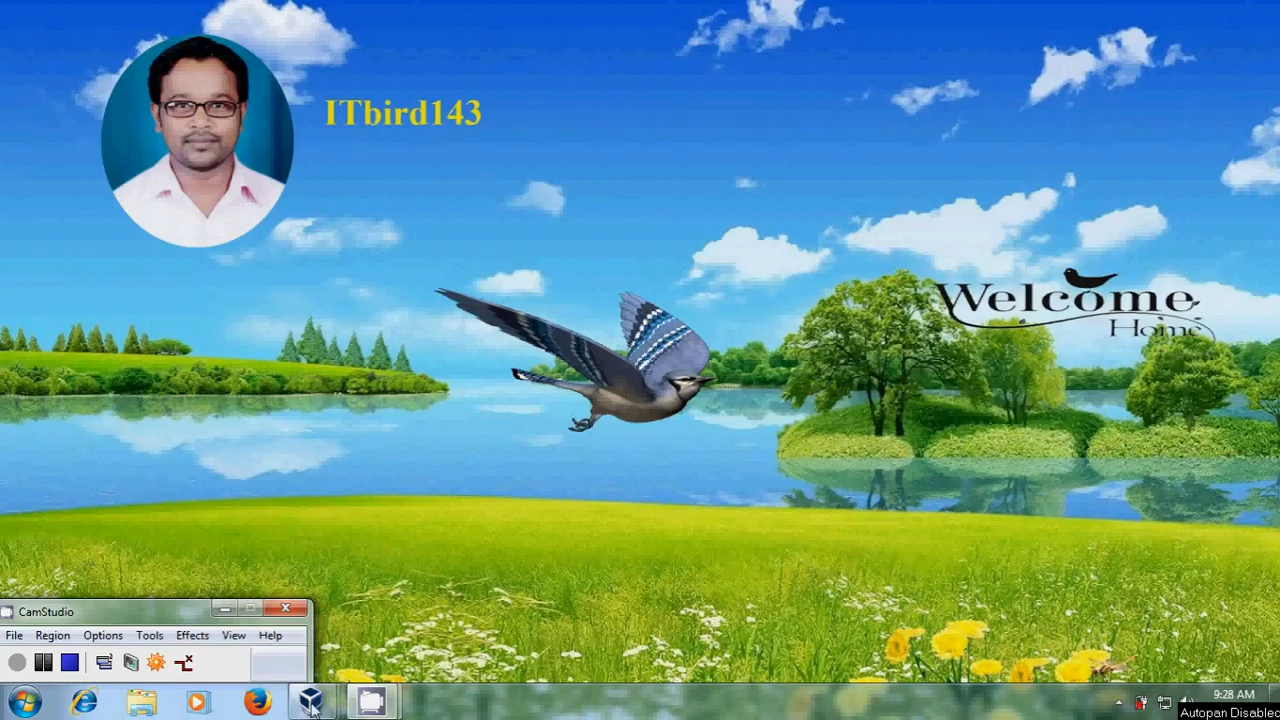 ITbird143
Welcome
Home
CamStudio
File Region Options Tools Effects View Help
9:28 AM
Autopan Disabled